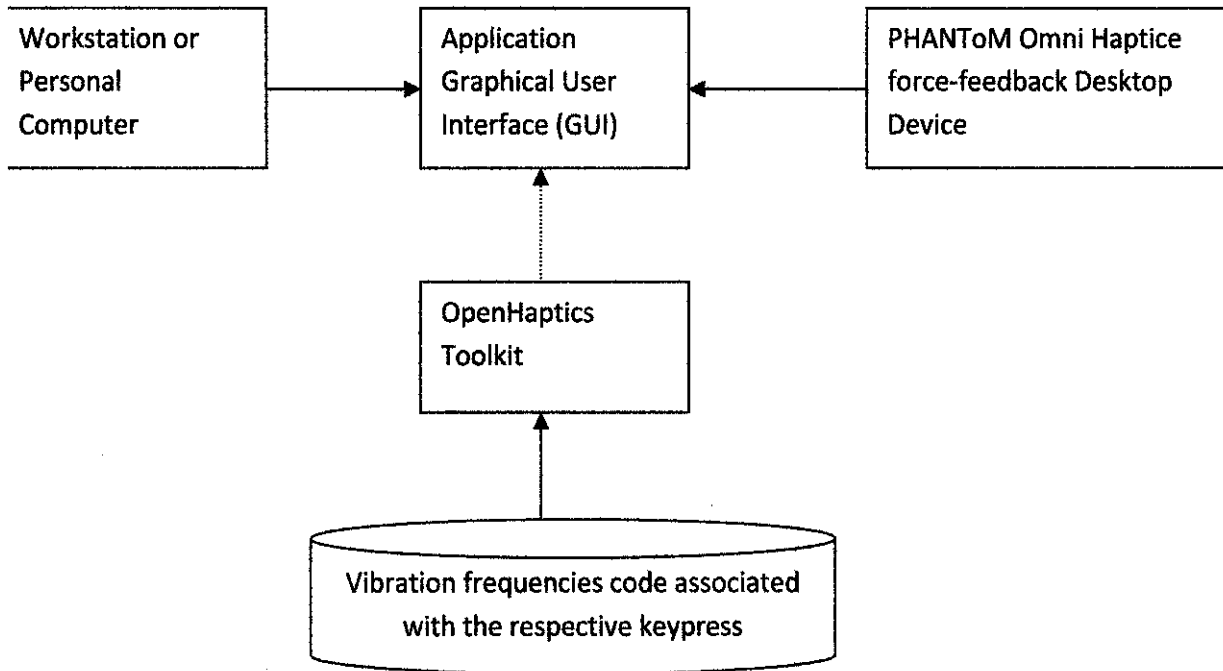 Workstation or
Personal
Computer
Application
Graphical User
Interface (GUI)
PHANToM Omni Haptice
force-feedback Desktop
Device
OpenHaptics
Toolkit
Vibration frequencies code associated
with the respective keypress